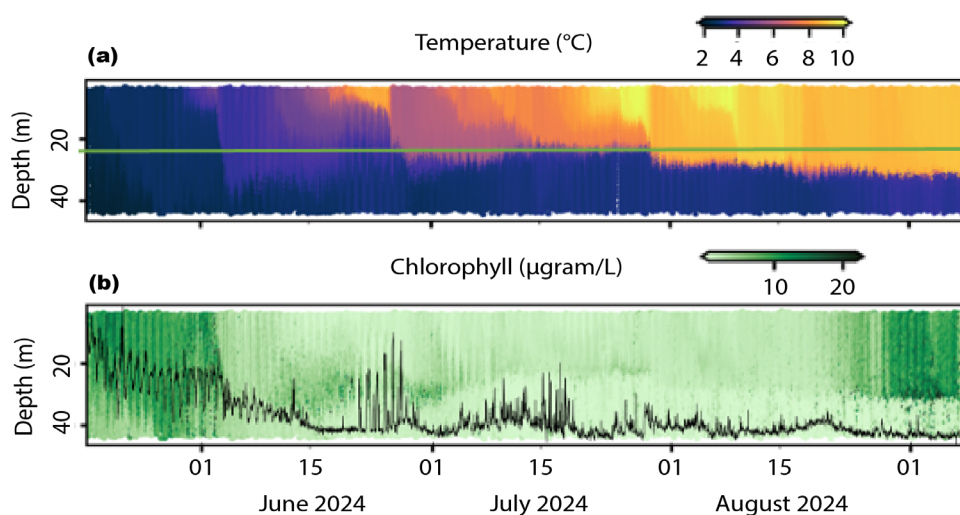 (a)
Temperature (°C)
2 4 6 8 10
Depth (m)
20
40
(b)
Chlorophyll (µgram/L)
10 20
Depth (m)
20
40
01 15 01 15 01 15 01
June 2024 July 2024 August 2024